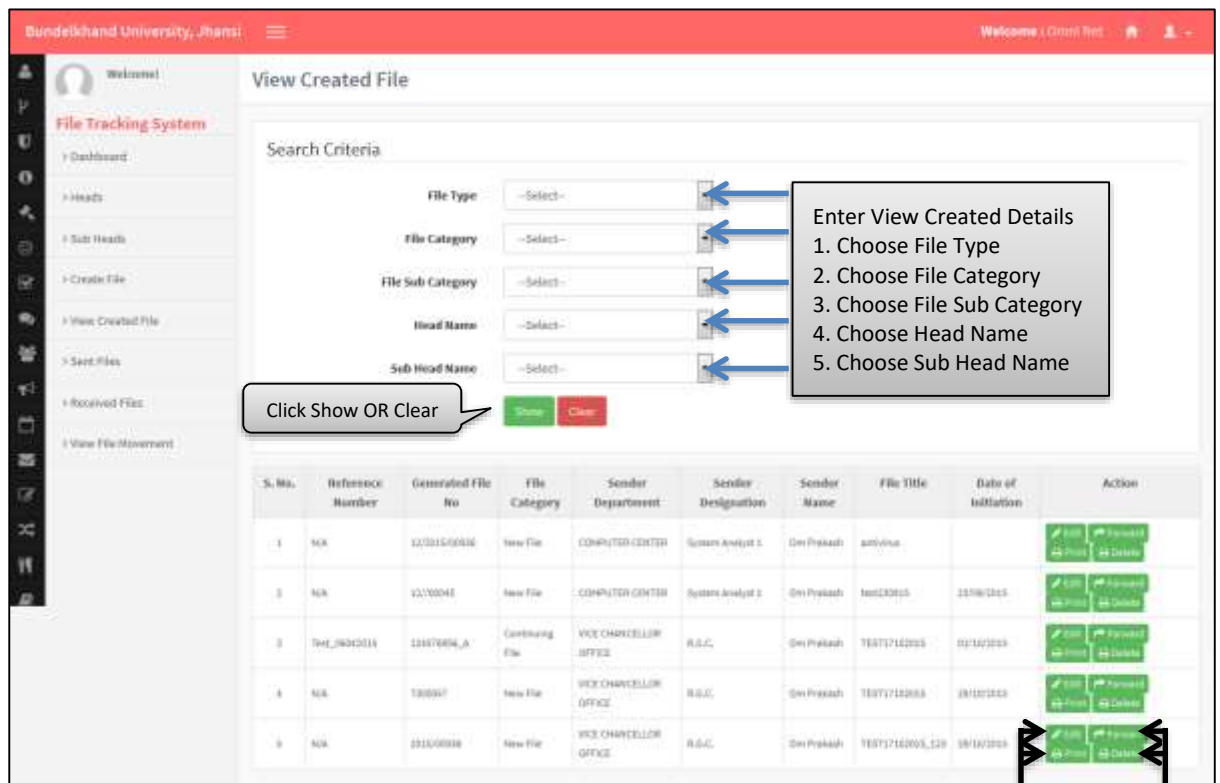 Bundelkhand University, Jhansi
Welcome
Welcome!
View Created File
File Tracking System
Search Criteria
> Dashboard
> Heads
> Sub Heads
> Create File
> View Created File
> Sent Files
> Received Files
> View File Movement
File Type --Select--
File Category --Select--
File Sub Category --Select--
Head Name --Select--
Sub Head Name --Select--
Enter View Created Details
1. Choose File Type
2. Choose File Category
3. Choose File Sub Category
4. Choose Head Name
5. Choose Sub Head Name
Click Show OR Clear
Show Clear
S. No. Reference Number Generated File No File Category Sender Department Sender Designation Sender Name File Title Date of Initiation Action
1 N/A New File COMPUTER CENTER System Analyst 1 Om Prakash antivirus
Edit Forward
Print Delete
2 N/A New File COMPUTER CENTER System Analyst 1 Om Prakash
Edit Forward
Print Delete
3 Continuing File VICE CHANCELLOR OFFICE Om Prakash
Edit Forward
Print Delete
4 N/A New File VICE CHANCELLOR OFFICE Om Prakash
Edit Forward
Print Delete
5 N/A New File VICE CHANCELLOR OFFICE Om Prakash
Edit Forward
Print Delete